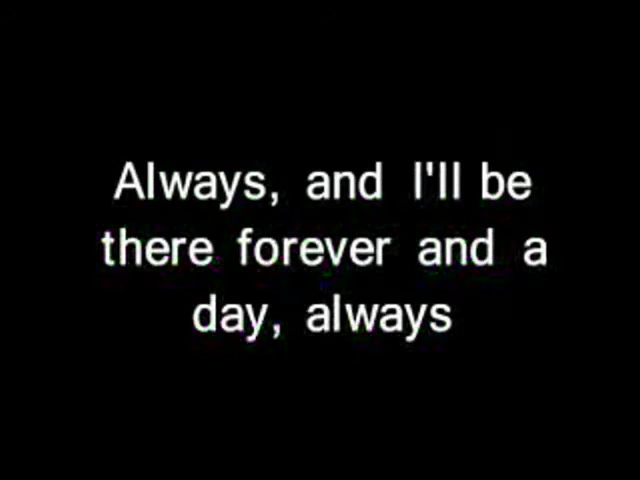 Always, and I'll be
there forever and a
day, always